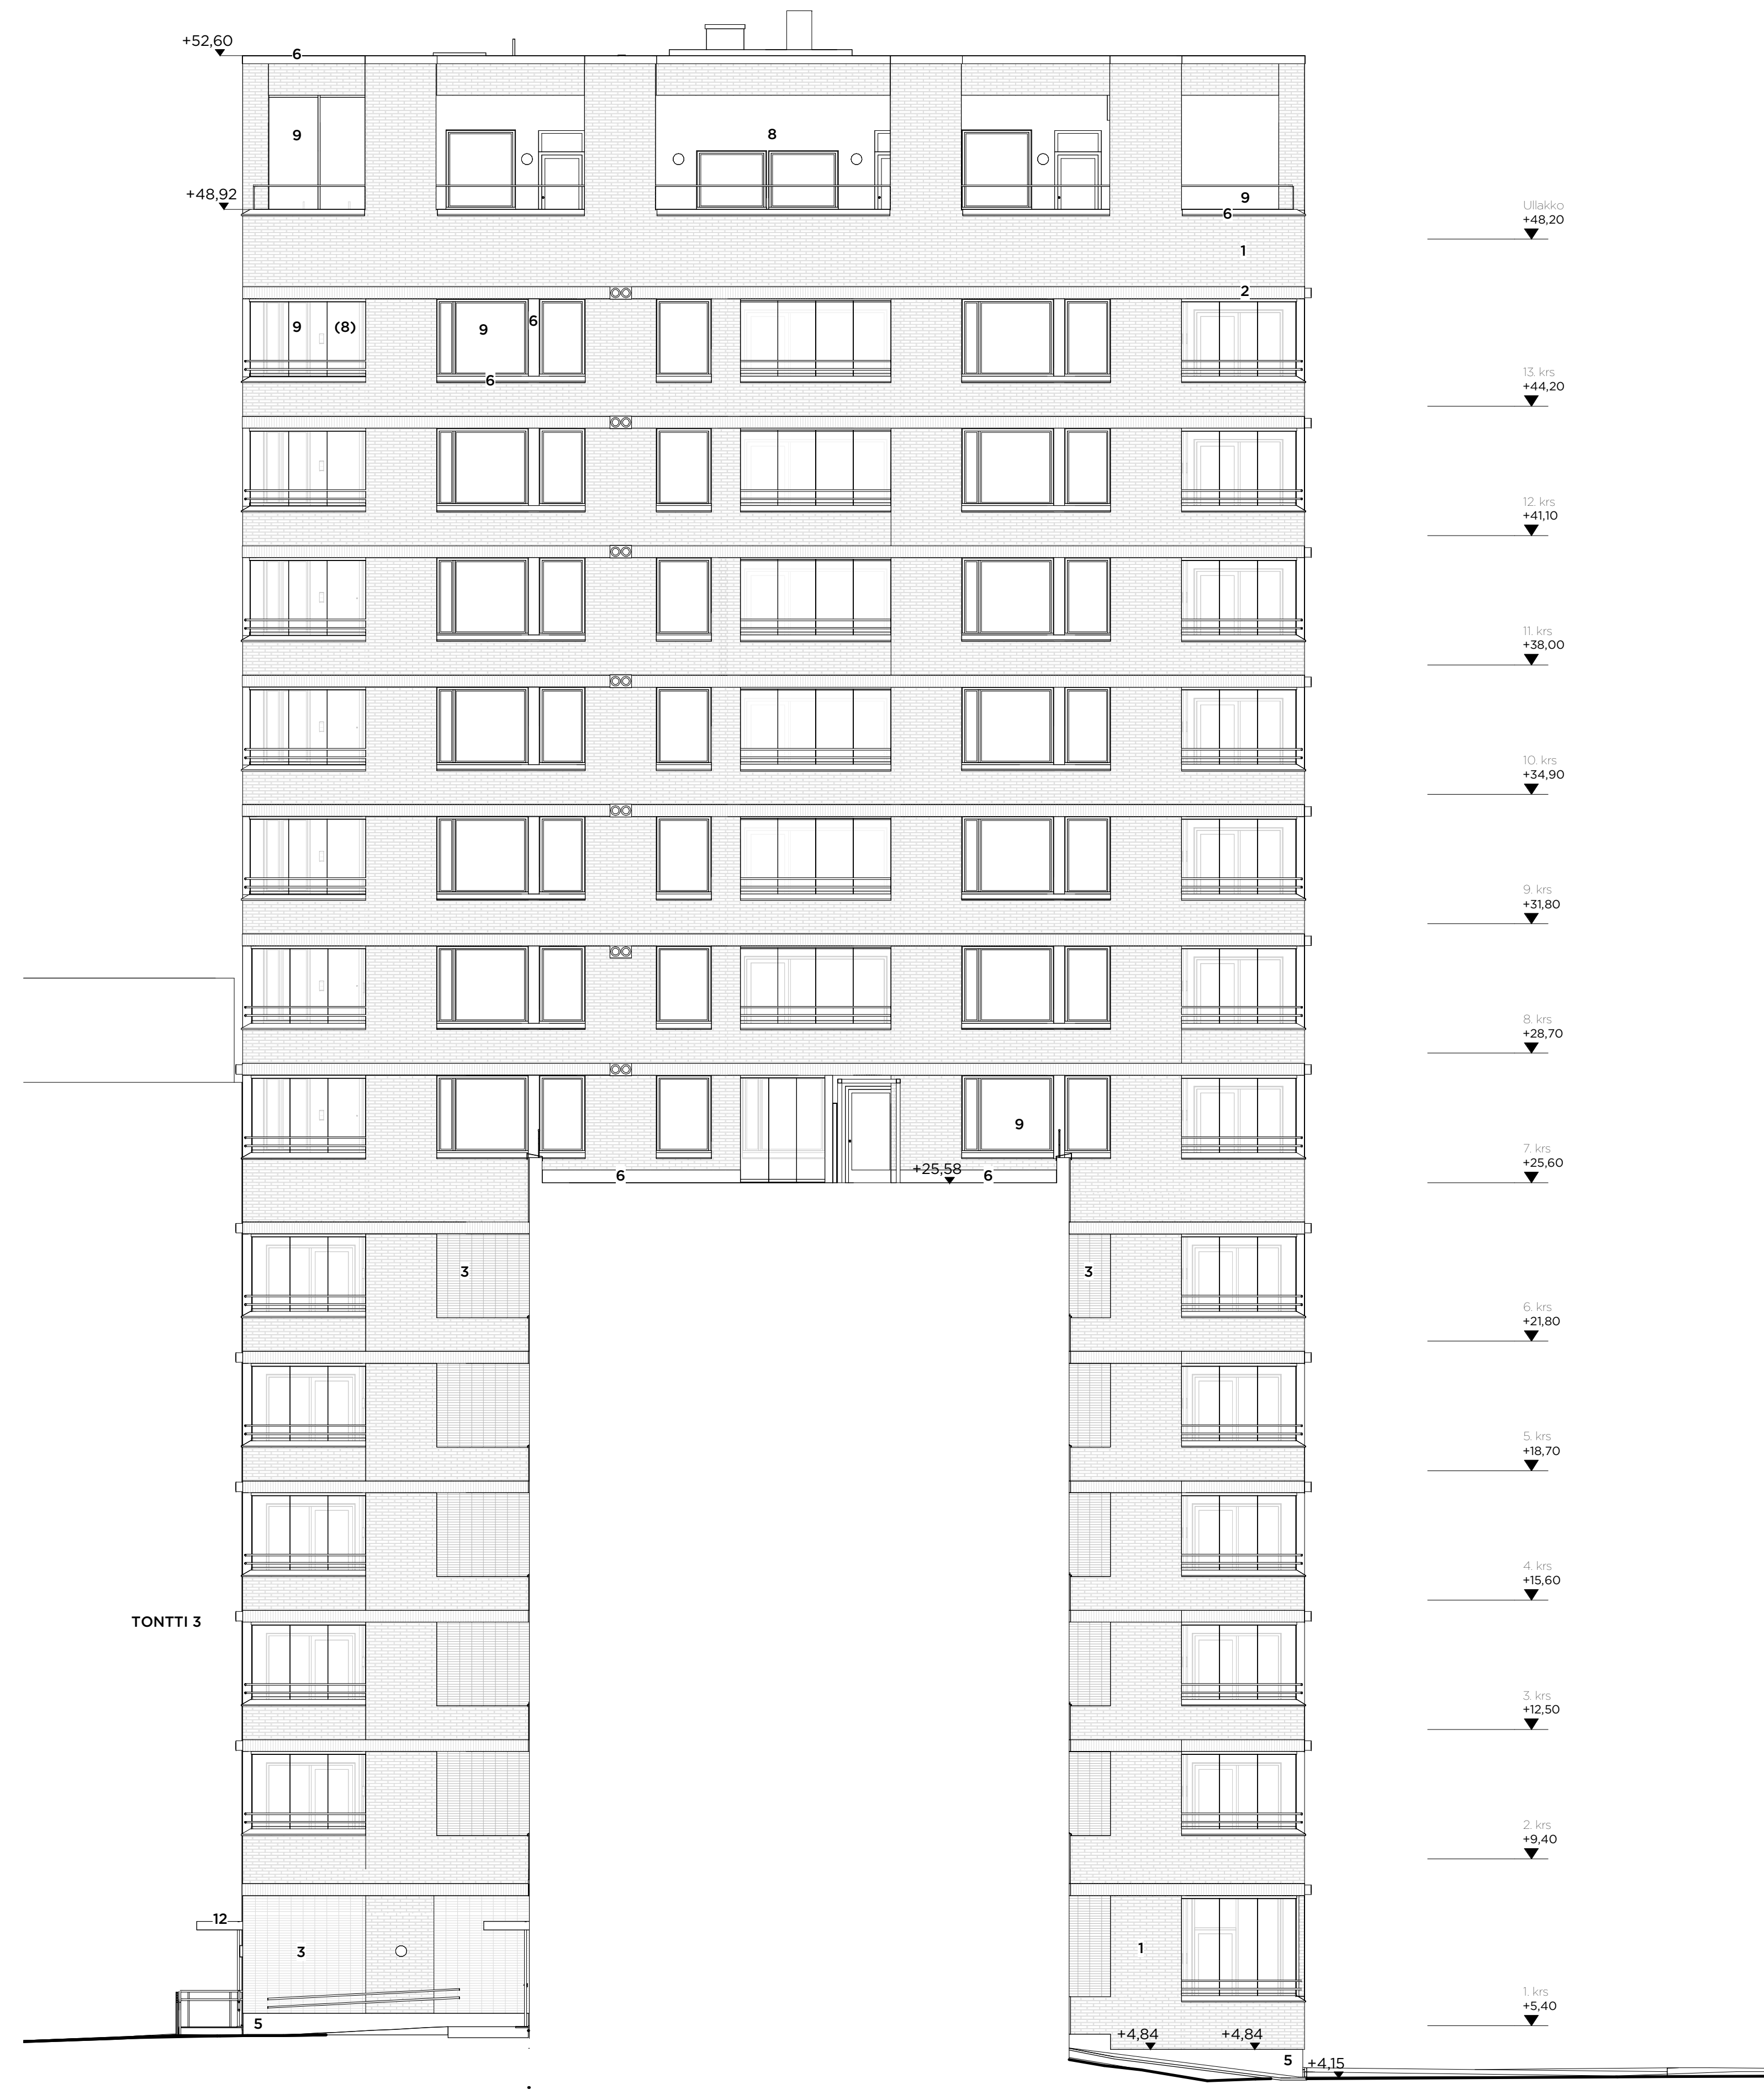 +52,60
6
9
8
+48,92
9
6
Ullakko
+48,20
1
2
9
(8)
9
6
6
13. krs
+44,20
12. krs
+41,10
11. krs
+38,00
10. krs
+34,90
9. krs
+31,80
8. krs
+28,70
9
7. krs
+25,60
6
+25,58
6
3
3
6. krs
+21,80
5. krs
+18,70
4. krs
+15,60
TONTTI 3
3. krs
+12,50
2. krs
+9,40
12
3
1
1. krs
+5,40
5
+4,84
+4,84
5
+4,15